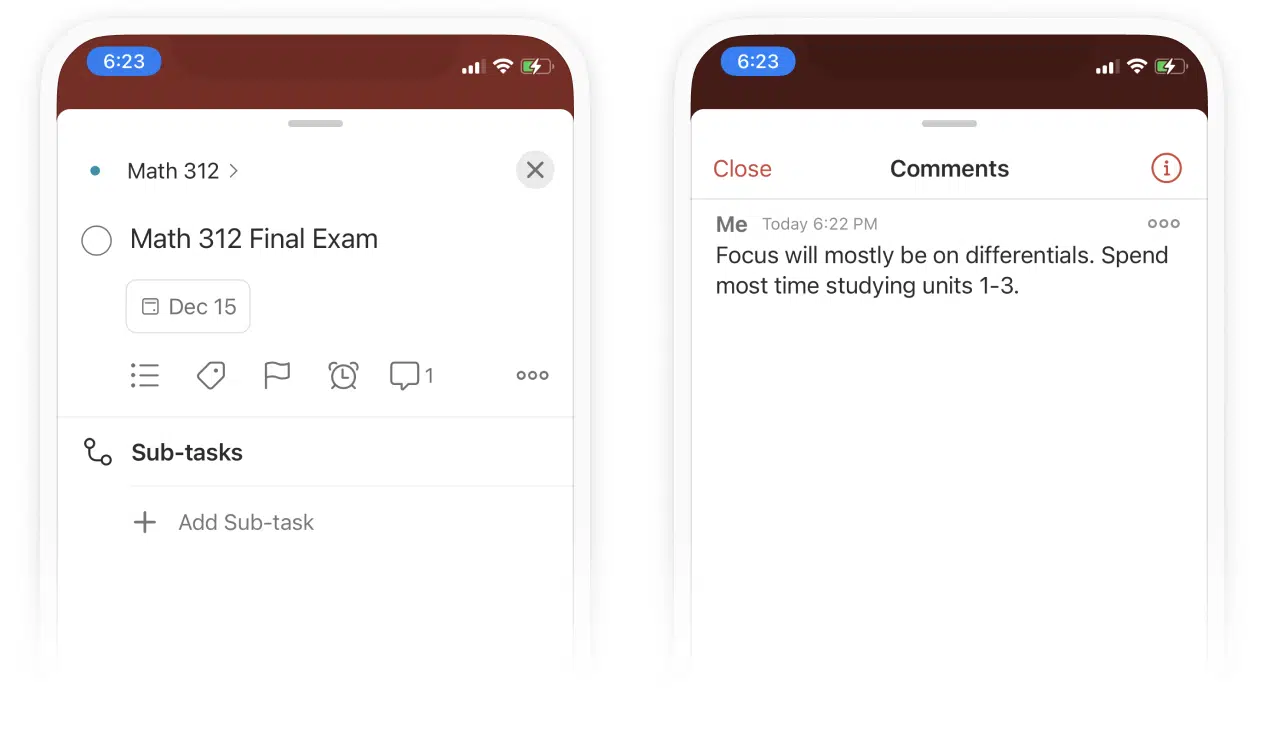 6:23
Math 312
Math 312 Final Exam
Dec 15
1
Sub-tasks
Add Sub-task
6:23
Close
Comments
Me Today 6:22 PM
Focus will mostly be on differentials. Spend
most time studying units 1-3.